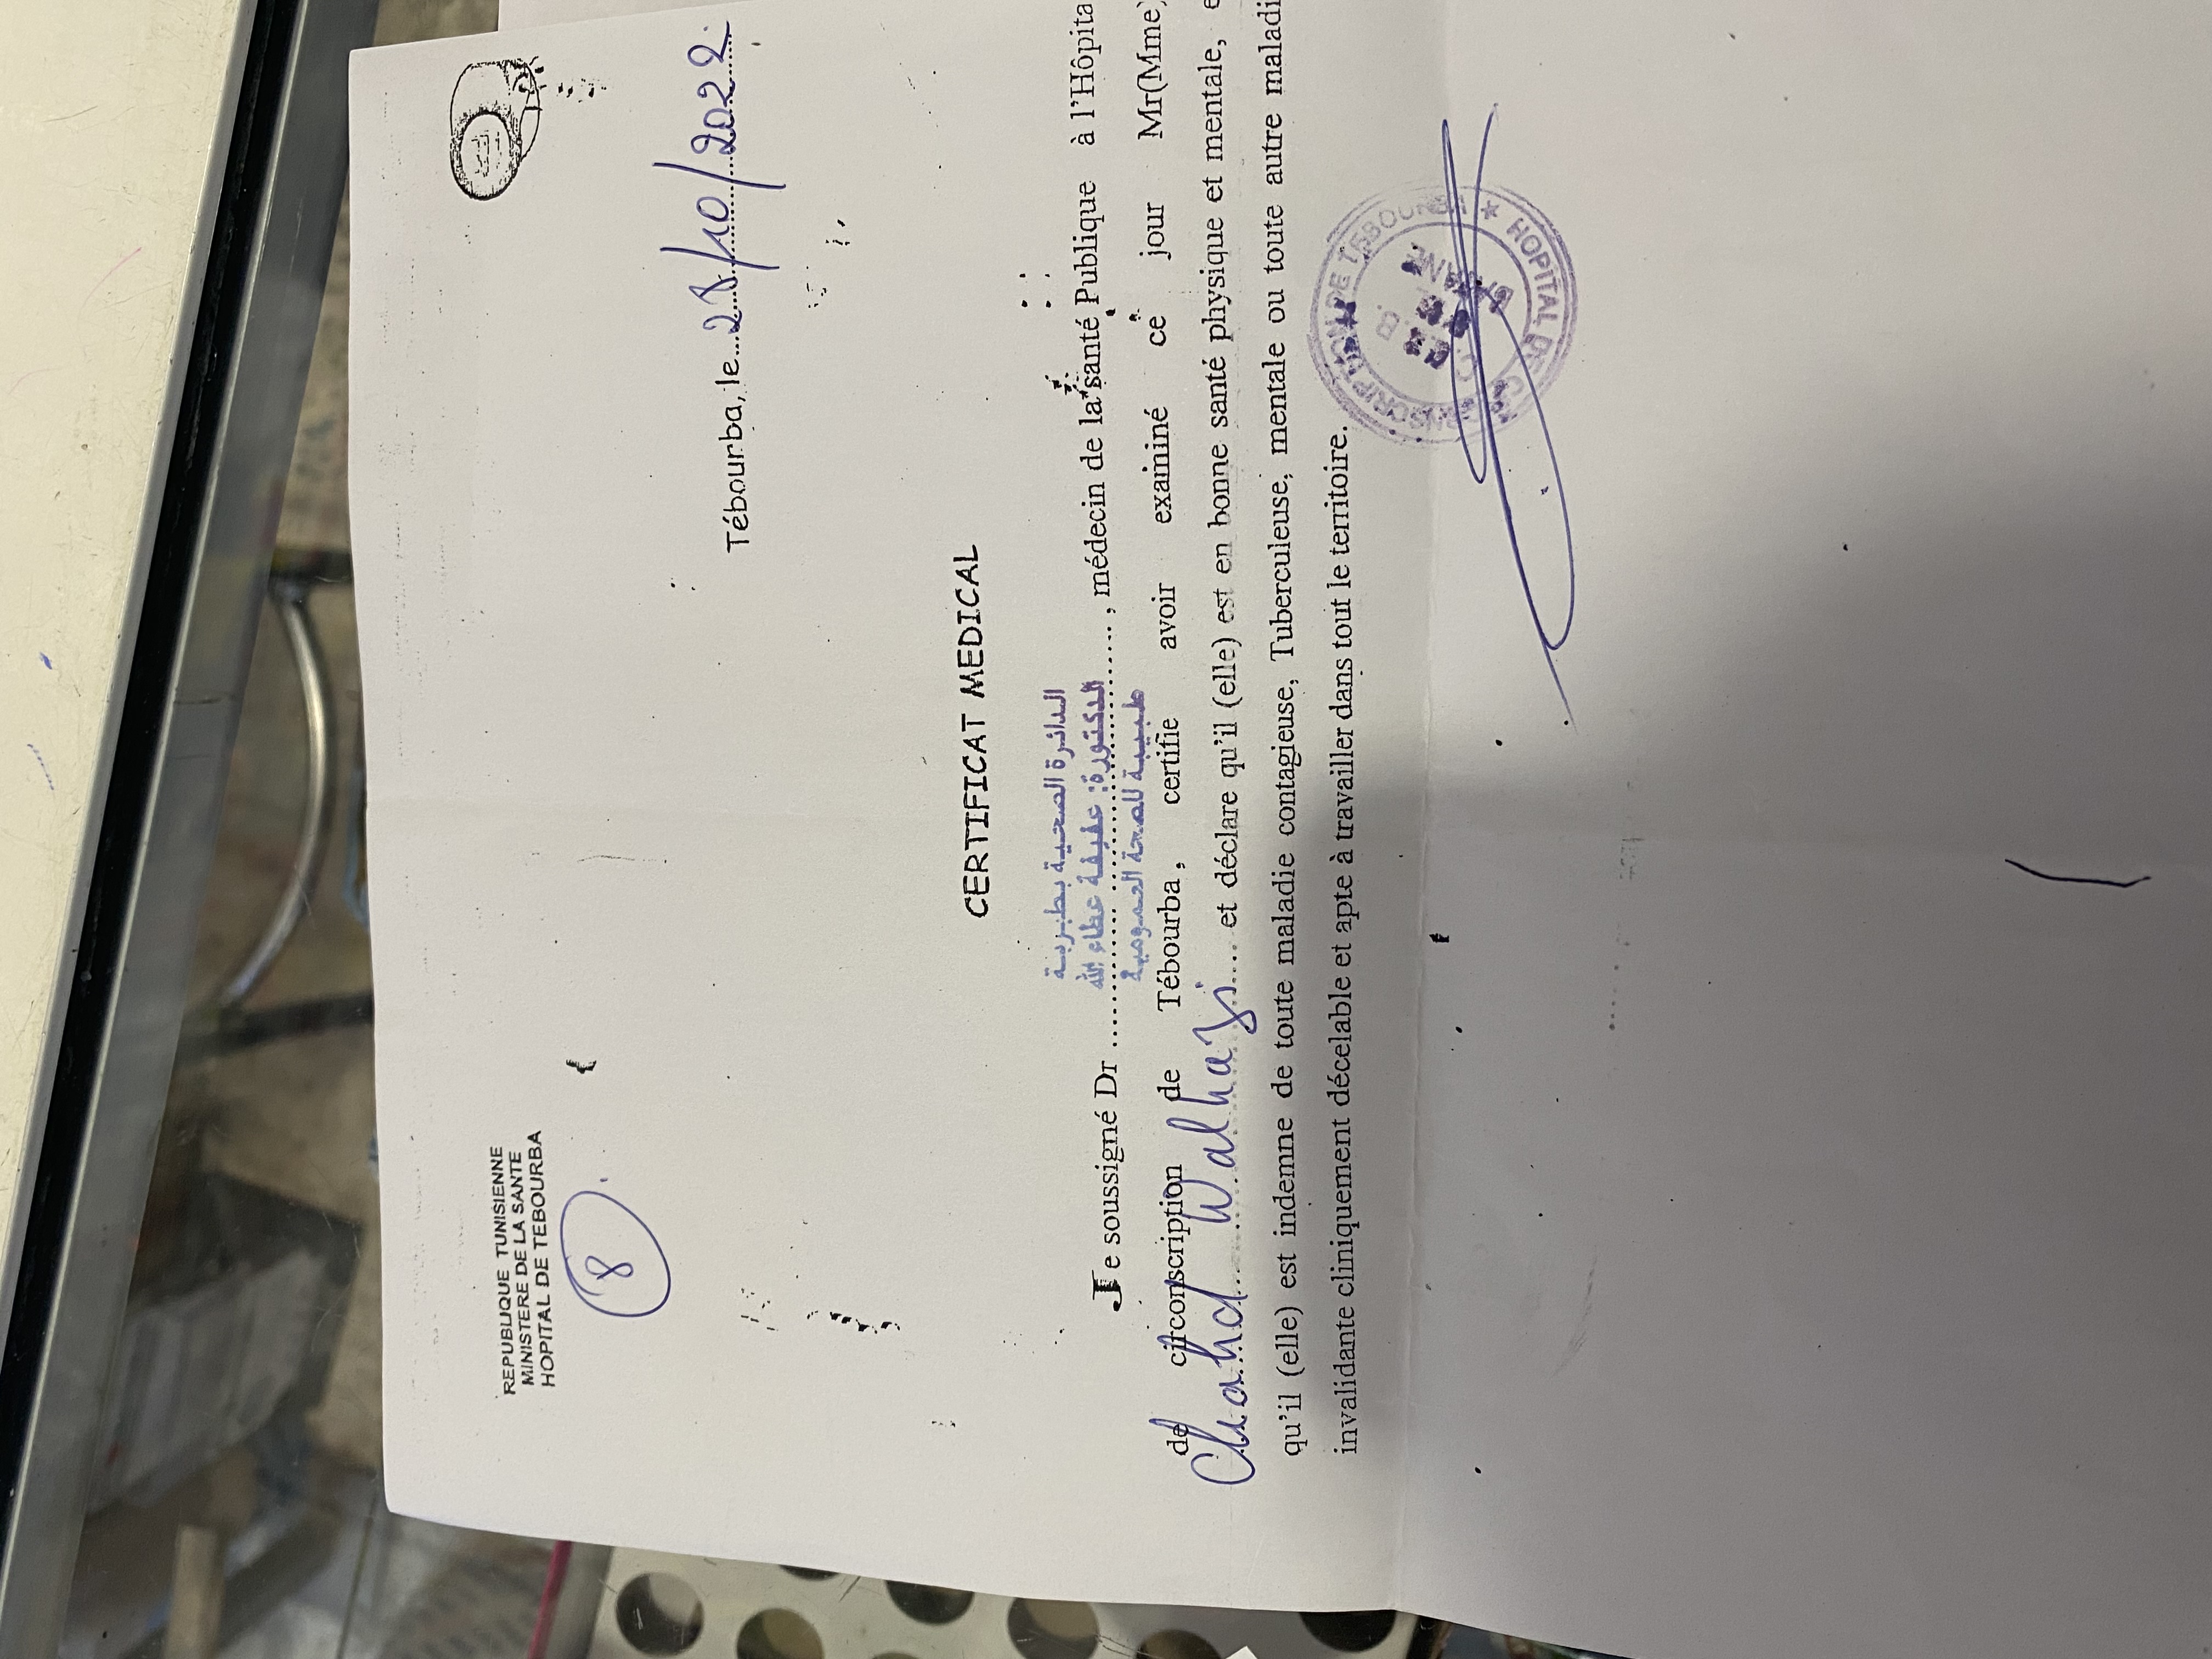 REPUBLIQUE TUNISIENNE
MINISTERE DE LA SANTE
HOPITAL DE TEBOURBA
8
Tébourba, le...28/10/2022
CERTIFICAT MEDICAL
الدائرة الصحية بطبربة
الدكتورة: عفيفة عطاء الله
طبيبة للصحة العمومية
Je soussigné Dr ........................, médecin de la santé Publique à l'Hôpita
de circonscription de Tébourba, certifie avoir examiné ce jour Mr(Mme)
Chahd Walhazi.... et déclare qu'il (elle) est en bonne santé physique et mentale, e
qu'il (elle) est indemne de toute maladie contagieuse, Tuberculeuse, mentale ou toute autre maladi
invalidante cliniquement décelable et apte à travailler dans tout le territoire.
HOPITAL DE CIRCONSCRIPTION DE TEBOURBA ★